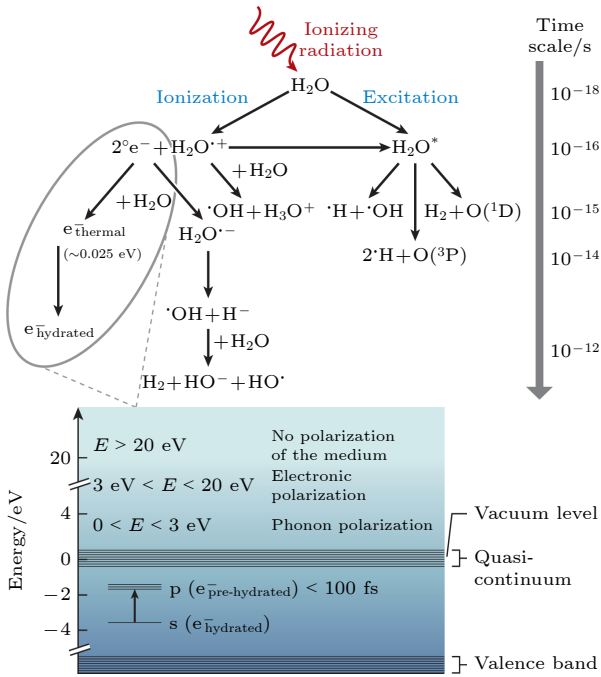 Ionizing
radiation
Time
scale/s
H₂O
10⁻¹⁸
Ionization
Excitation
2°e⁻ + H₂O·⁺
H₂O*
10⁻¹⁶
+H₂O
+H₂O
·OH+H₃O⁺
·H+·OH
H₂+O(¹D)
10⁻¹⁵
e⁻thermal
(~0.025 eV)
H₂O·⁻
2·H+O(³P)
10⁻¹⁴
·OH+H⁻
e⁻hydrated
+H₂O
10⁻¹²
H₂+HO⁻+HO·
Energy/eV
20
4
0
−2
−4
E > 20 eV
No polarization
of the medium
3 eV < E < 20 eV
Electronic
polarization
0 < E < 3 eV
Phonon polarization
Vacuum level
Quasi-
continuum
p (e⁻pre-hydrated) < 100 fs
s (e⁻hydrated)
Valence band